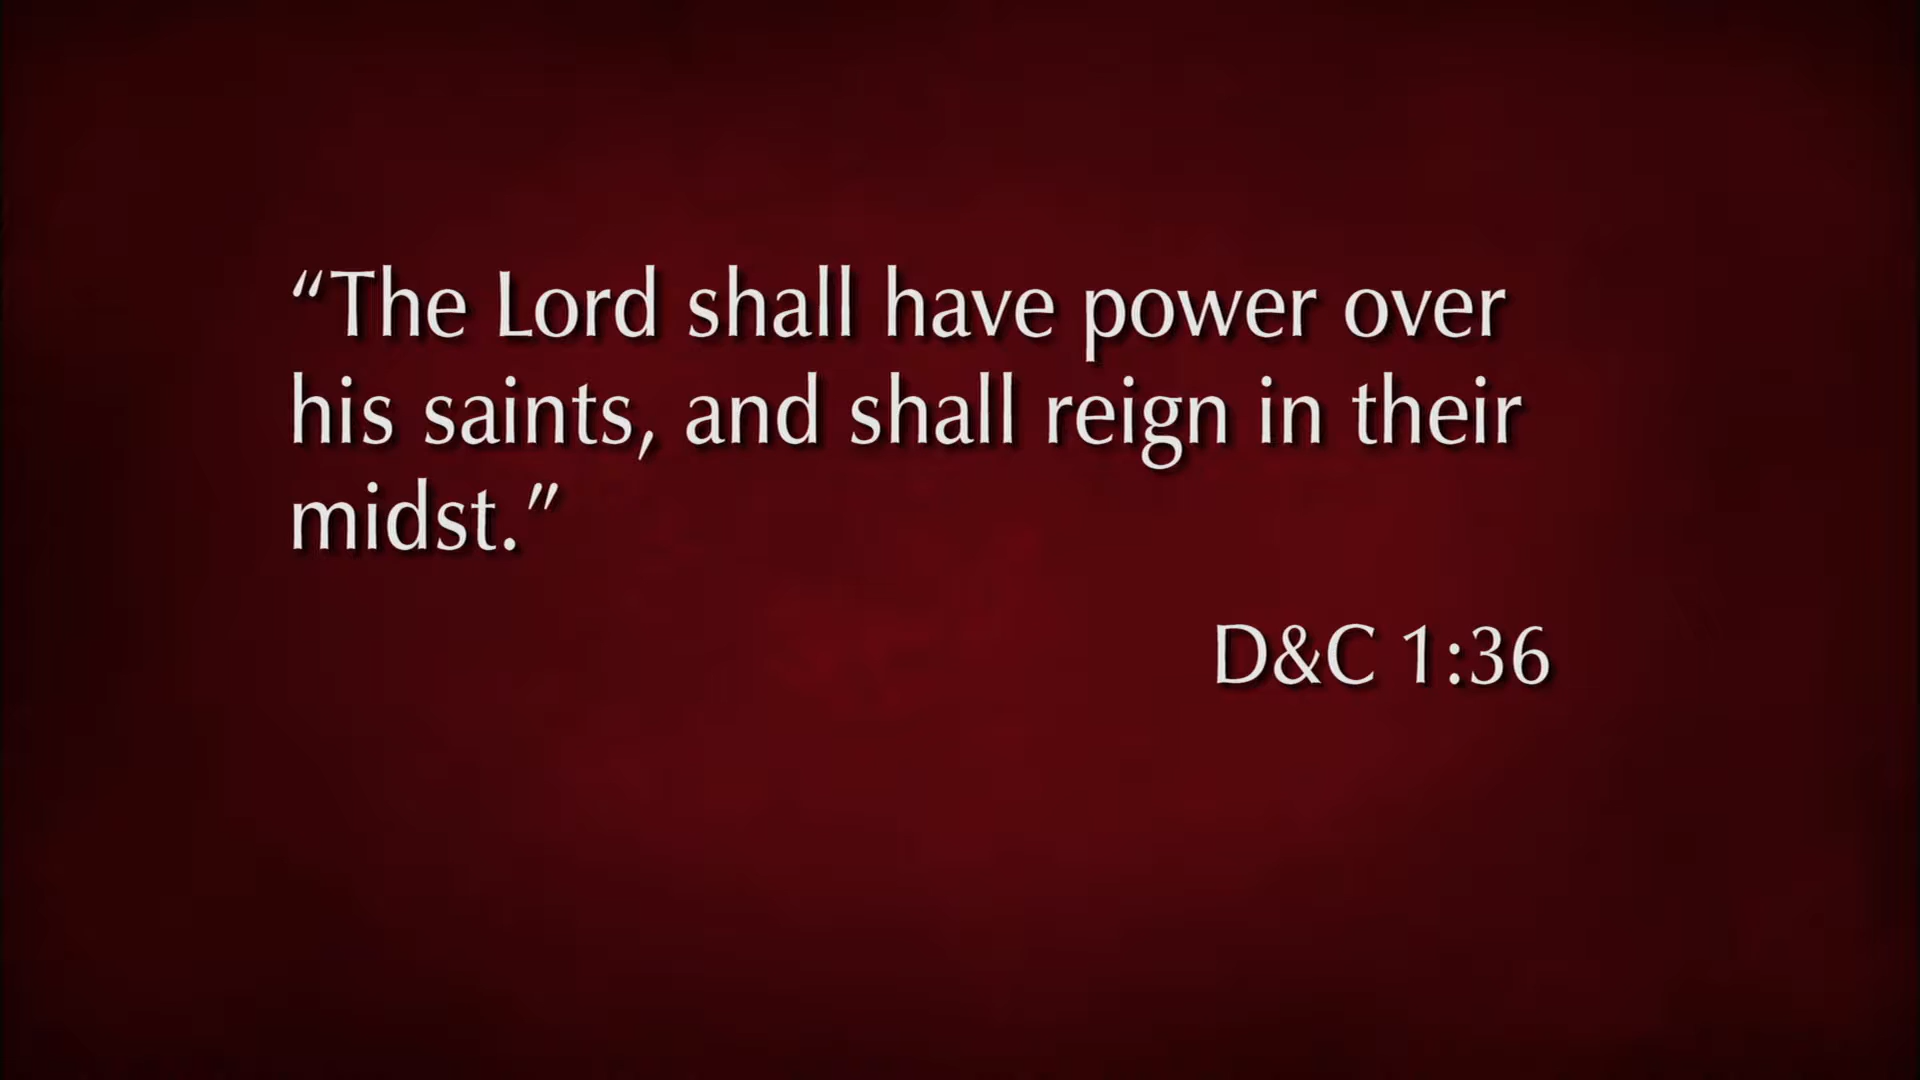 “The Lord shall have power over
his saints, and shall reign in their
midst.”
D&C 1:36